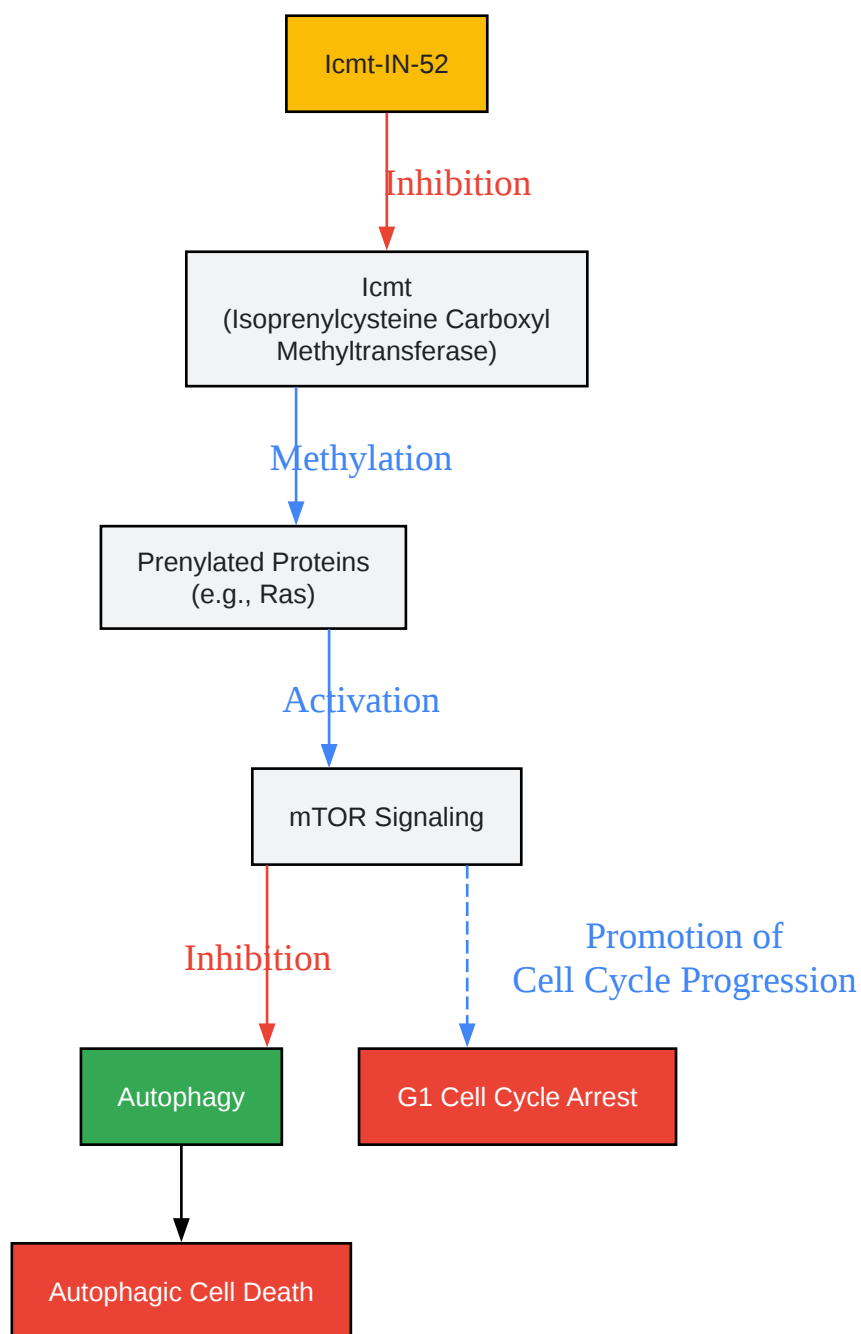 Icmt-IN-52
Inhibition
Icmt
(Isoprenylcysteine Carboxyl
Methyltransferase)
Methylation
Prenylated Proteins
(e.g., Ras)
Activation
mTOR Signaling
Inhibition
Promotion of
Cell Cycle Progression
Autophagy
G1 Cell Cycle Arrest
Autophagic Cell Death